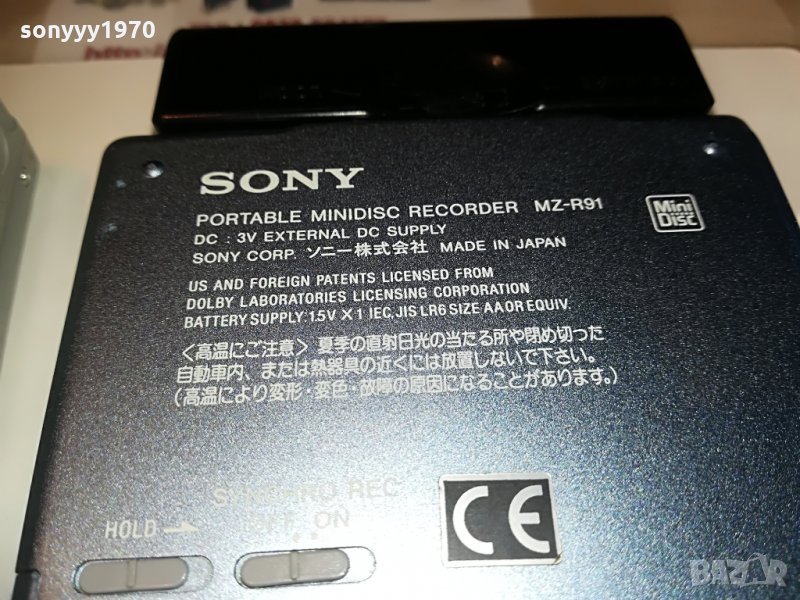 sonyyy1970
SONY
PORTABLE MINIDISC RECORDER MZ-R91
Mini
Disc
DC : 3V EXTERNAL DC SUPPLY
SONY CORP. ソニー株式会社 MADE IN JAPAN
US AND FOREIGN PATENTS LICENSED FROM
DOLBY LABORATORIES LICENSING CORPORATION
BATTERY SUPPLY:1.5V X 1 IEC, JIS LR6 SIZE AA OR EQUIV.
〈高温にご注意〉夏季の直射日光の当たる所や閉め切った
自動車内、または熱器具の近くには放置しないで下さい。
(高温により変形・変色・故障の原因になることがあります。)
SYNCHRO REC
HOLD
OFF ON
CE
BAZAR